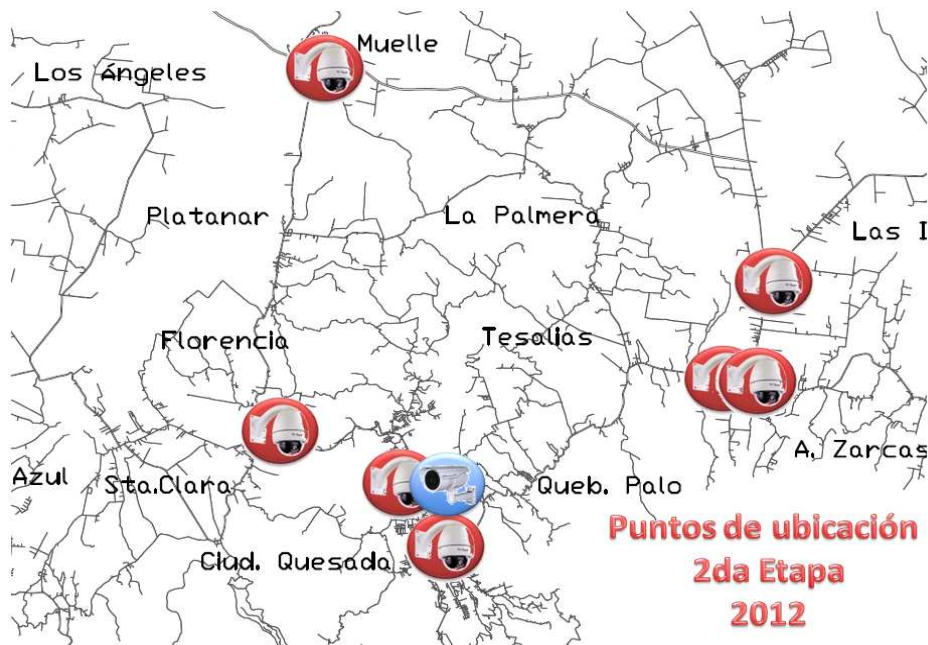 Muelle
Los Ángeles
Platanar
La Palmera
Las I
Florencia
Tesalias
A. Zarcas
Azul
Sta.Clara
Queb. Palo
Ciud. Quesada
Puntos de ubicación
2da Etapa
2012